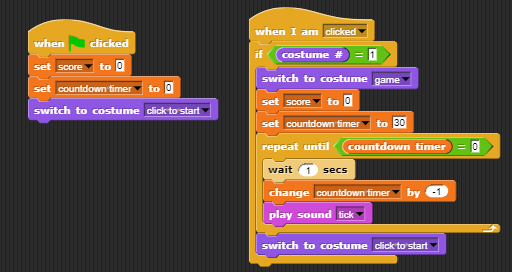 when clicked
set score to 0
set countdown timer to 0
switch to costume click to start
when I am clicked
if costume # = 1
switch to costume game
set score to 0
set countdown timer to 30
repeat until countdown timer = 0
wait 1 secs
change countdown timer by -1
play sound tick
switch to costume click to start